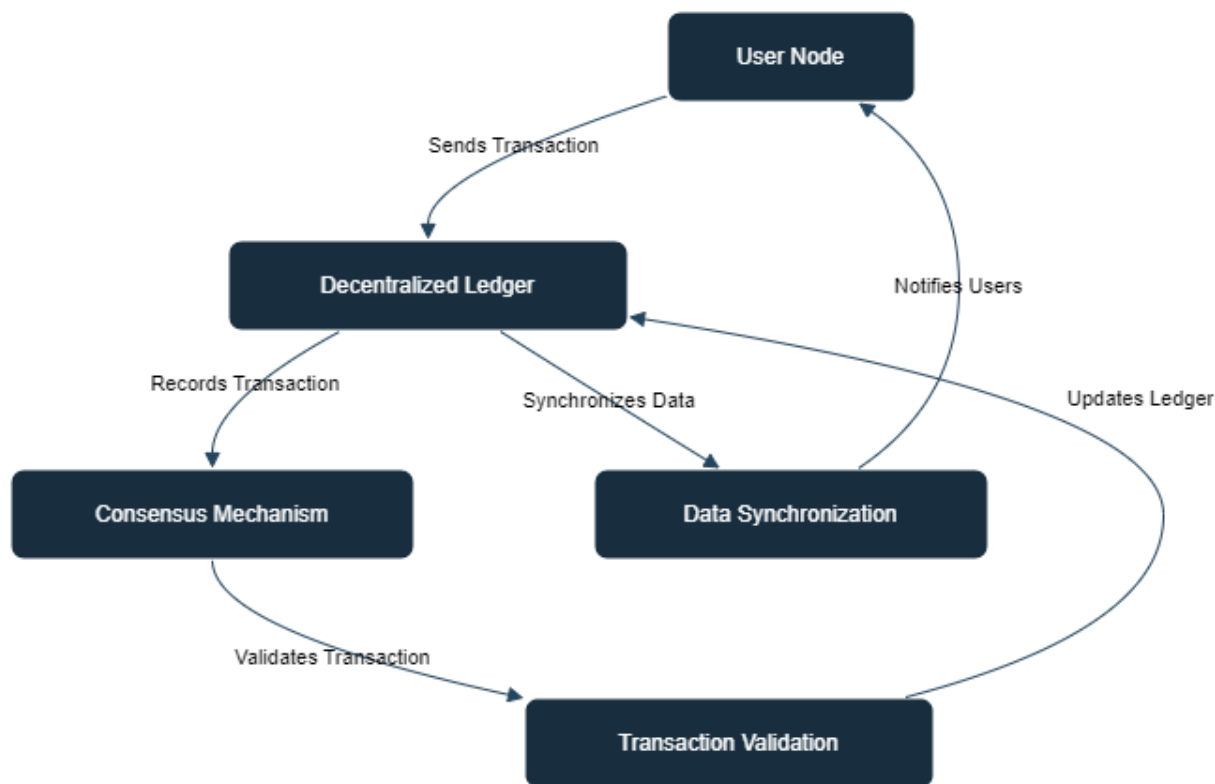 User Node
Sends Transaction
Decentralized Ledger
Notifies Users
Records Transaction
Synchronizes Data
Updates Ledger
Consensus Mechanism
Data Synchronization
Validates Transaction
Transaction Validation